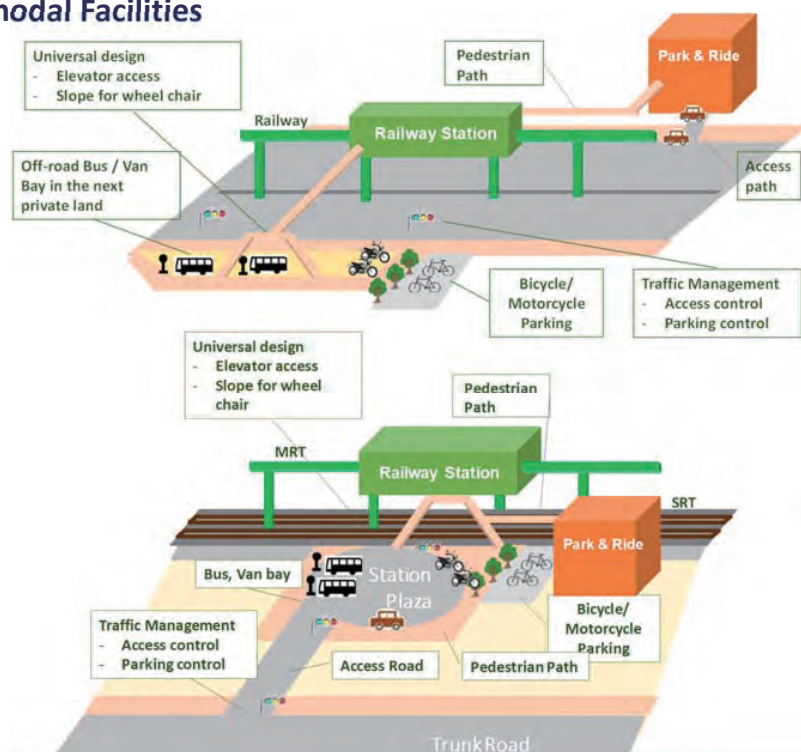 nodal Facilities
Universal design
- Elevator access
- Slope for wheel chair
Pedestrian
Path
Park & Ride
Railway
Railway Station
Off-road Bus / Van
Bay in the next
private land
Access
path
Bicycle/
Motorcycle
Parking
Traffic Management
- Access control
- Parking control
Universal design
- Elevator access
- Slope for wheel
chair
Pedestrian
Path
MRT
Railway Station
SRT
Park & Ride
Bus, Van bay
Station
Plaza
Bicycle/
Motorcycle
Parking
Traffic Management
- Access control
- Parking control
Access Road
Pedestrian Path
TrunkRoad